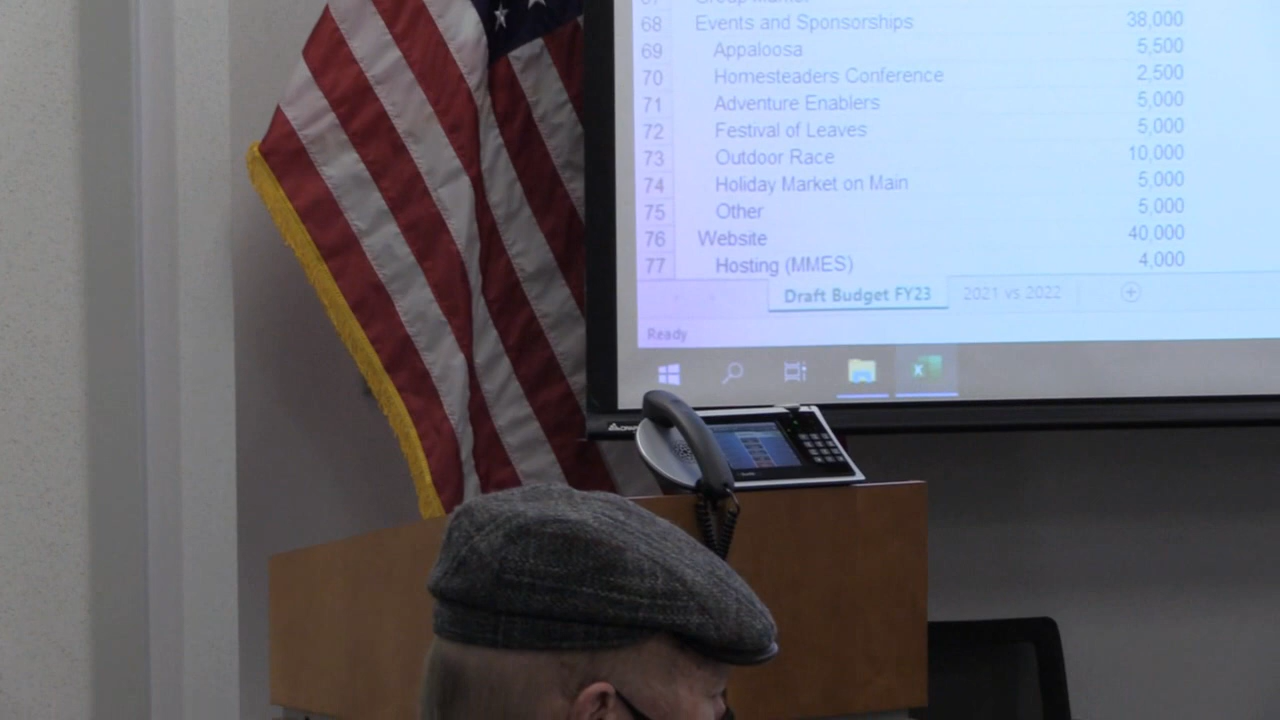 68 Events and Sponsorships 38,000
69 Appaloosa 5,500
70 Homesteaders Conference 2,500
71 Adventure Enablers 5,000
72 Festival of Leaves 5,000
73 Outdoor Race 10,000
74 Holiday Market on Main 5,000
75 Other 5,000
76 Website 40,000
77 Hosting (MMES) 4,000
Draft Budget FY23 2021 vs 2022
Ready